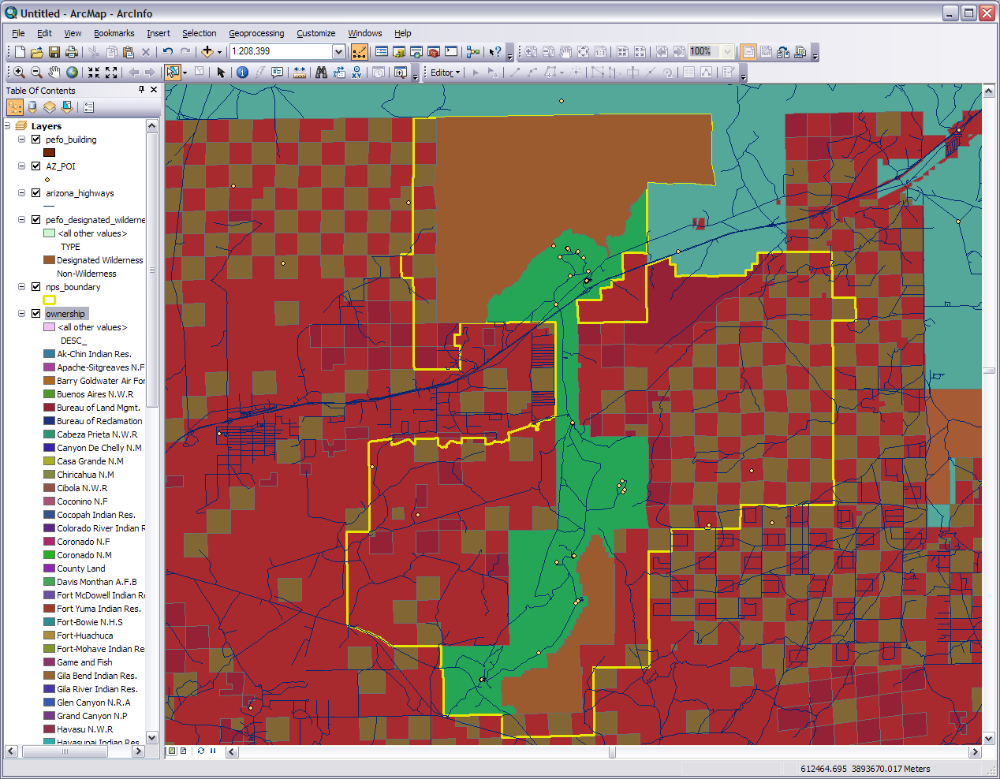 Untitled - ArcMap - ArcInfo
File Edit View Bookmarks Insert Selection Geoprocessing Customize Windows Help
1:208,399
100%
Editor
Table Of Contents
Layers
pefo_building
AZ_POI
arizona_highways
pefo_designated_wilderne
<all other values>
TYPE
Designated Wilderness
Non-Wilderness
nps_boundary
ownership
<all other values>
DESC_
Ak-Chin Indian Res.
Apache-Sitgreaves N.F
Barry Goldwater Air For
Buenos Aires N.W.R
Bureau of Land Mgmt.
Bureau of Reclamation
Cabeza Prieta N.W.R
Canyon De Chelly N.M
Casa Grande N.M
Chiricahua N.M
Cibola N.W.R
Coconino N.F
Cocopah Indian Res.
Colorado River Indian R
Coronado N.F
Coronado N.M
County Land
Davis Monthan A.F.B
Fort McDowell Indian Re
Fort Yuma Indian Res.
Fort-Bowie N.H.S
Fort-Huachuca
Fort-Mohave Indian Re
Game and Fish
Gila Bend Indian Res.
Gila River Indian Res.
Glen Canyon N.R.A
Grand Canyon N.P
Havasu N.W.R
Havasupai Indian Res.
612464.695 3893670.017 Meters